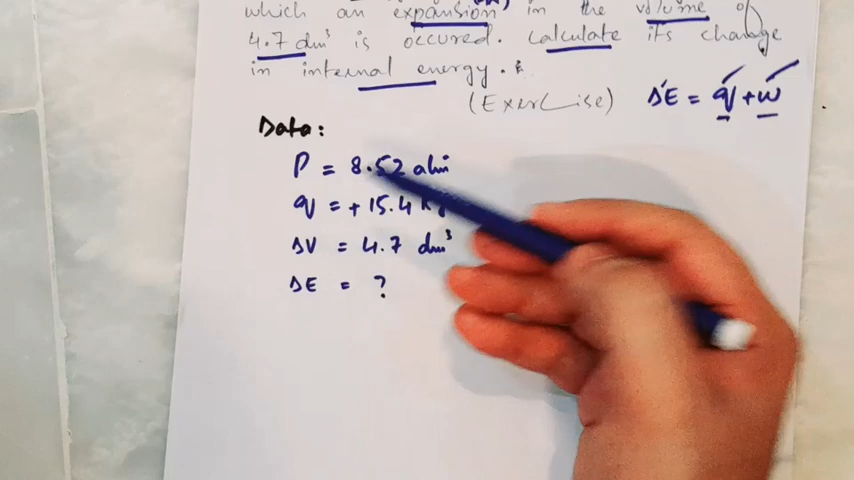 which an expansion in the volume of
4.7 dm³ is occured. Calculate its change
in internal energy.
(Exercise) ΔE = q + w
Data:
P = 8.52 atm
q = + 15.4
ΔV = 4.7 dm³
ΔE = ?